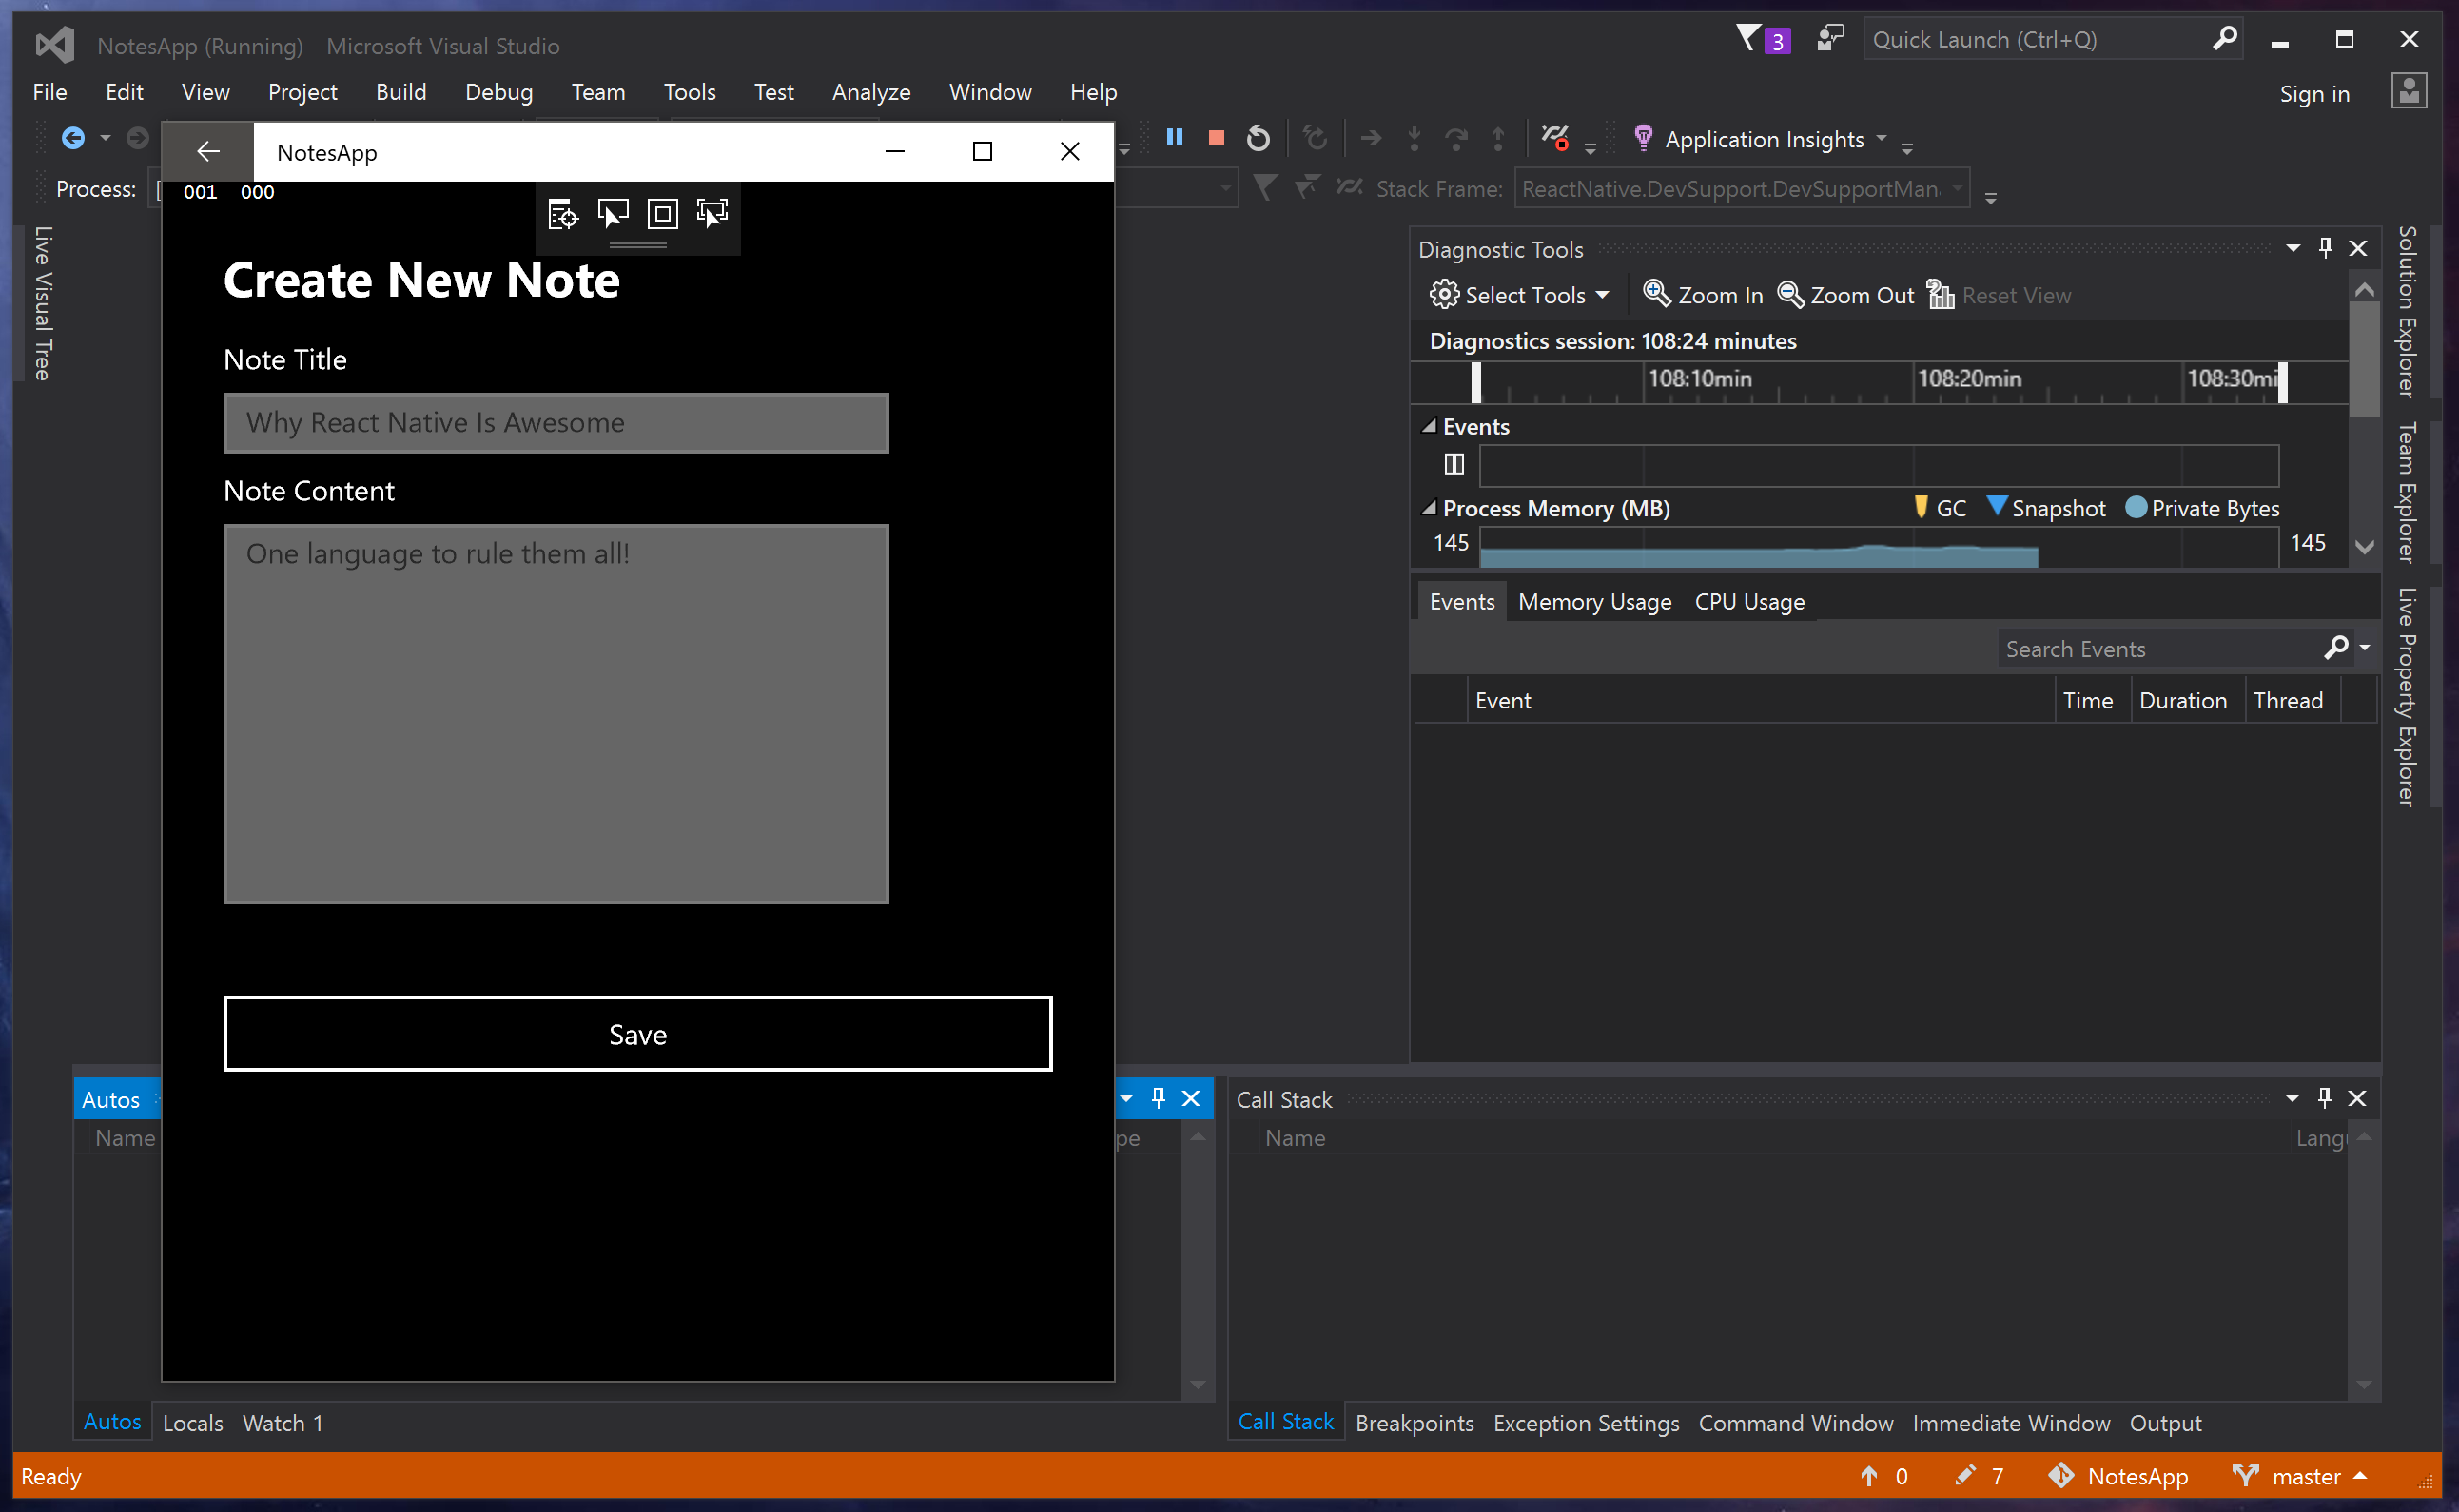 NotesApp (Running) - Microsoft Visual Studio
3
Quick Launch (Ctrl+Q)
File Edit View Project Build Debug Team Tools Test Analyze Window Help
Sign in
Application Insights
Process:
Stack Frame: ReactNative.DevSupport.DevSupportMan
NotesApp
001 000
Create New Note
Note Title
Why React Native Is Awesome
Note Content
One language to rule them all!
Save
Live Visual Tree
Diagnostic Tools
Select Tools Zoom In Zoom Out Reset View
Diagnostics session: 108:24 minutes
108:10min 108:20min 108:30mi
Events
Process Memory (MB) GC Snapshot Private Bytes
145 145
Events Memory Usage CPU Usage
Search Events
Event Time Duration Thread
Solution Explorer
Team Explorer
Live Property Explorer
Autos
Name pe
Autos Locals Watch 1
Call Stack
Name Langu
Call Stack Breakpoints Exception Settings Command Window Immediate Window Output
Ready
0 7 NotesApp master